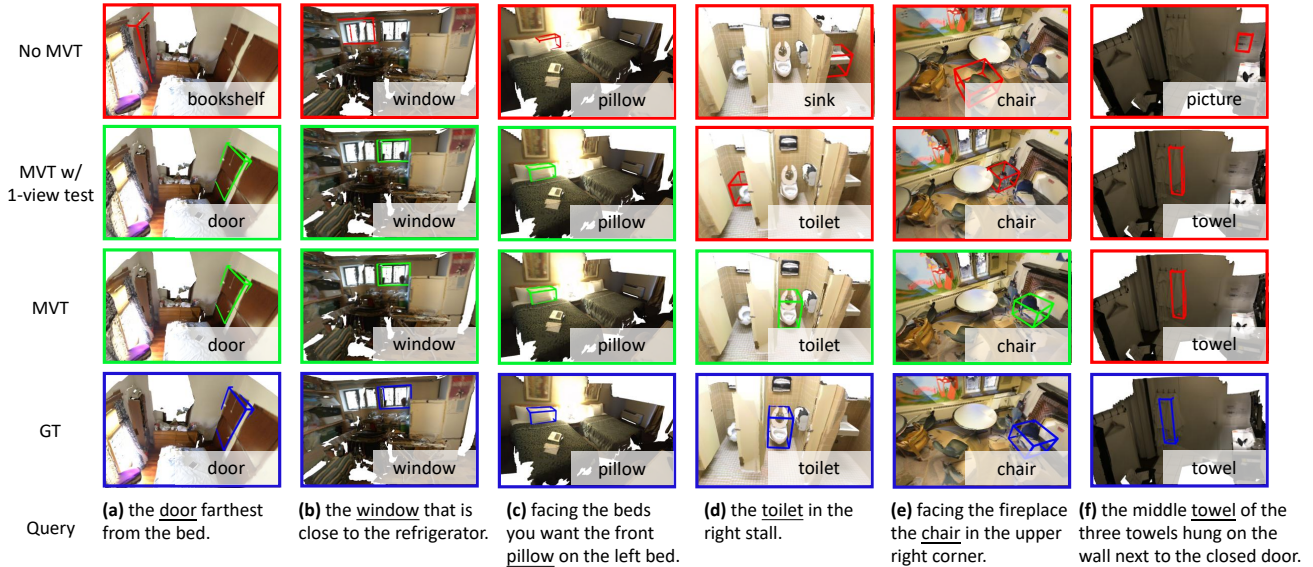 No MVT
bookshelf
window
pillow
sink
chair
picture
MVT w/
1-view test
door
window
pillow
toilet
chair
towel
MVT
door
window
pillow
toilet
chair
towel
GT
door
window
pillow
toilet
chair
towel
Query
(a) the door farthest
from the bed.
(b) the window that is
close to the refrigerator.
(c) facing the beds
you want the front
pillow on the left bed.
(d) the toilet in the
right stall.
(e) facing the fireplace
the chair in the upper
right corner.
(f) the middle towel of the
three towels hung on the
wall next to the closed door.